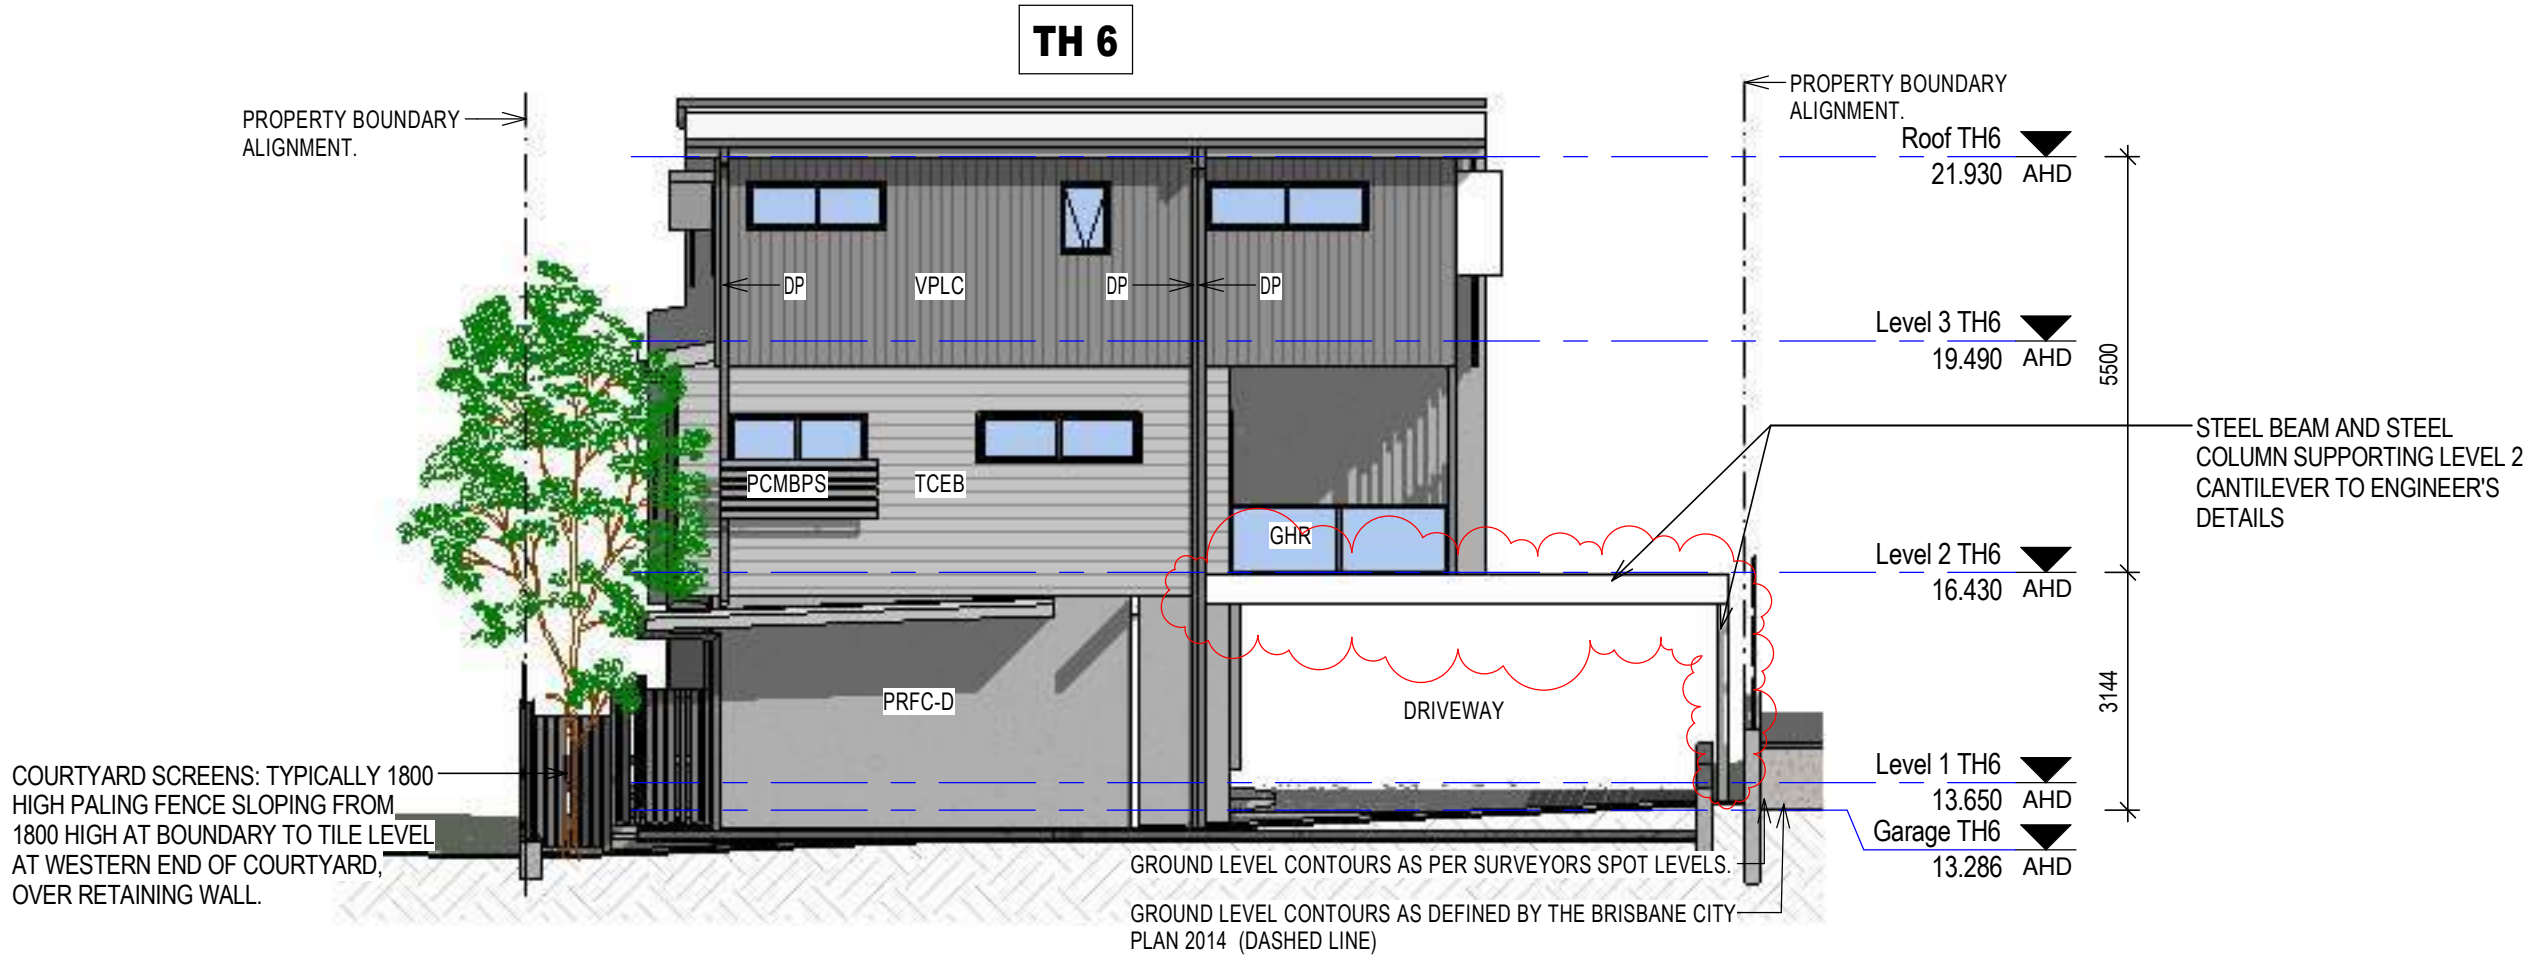 TH 6
PROPERTY BOUNDARY
ALIGNMENT.
PROPERTY BOUNDARY
ALIGNMENT.
Roof TH6
21.930 AHD
DP
VPLC
DP
DP
Level 3 TH6
19.490 AHD
5500
STEEL BEAM AND STEEL
COLUMN SUPPORTING LEVEL 2
CANTILEVER TO ENGINEER'S
DETAILS
PCMBPS
TCEB
GHR
Level 2 TH6
16.430 AHD
PRFC-D
DRIVEWAY
3144
Level 1 TH6
13.650 AHD
Garage TH6
13.286 AHD
COURTYARD SCREENS: TYPICALLY 1800
HIGH PALING FENCE SLOPING FROM
1800 HIGH AT BOUNDARY TO TILE LEVEL
AT WESTERN END OF COURTYARD,
OVER RETAINING WALL.
GROUND LEVEL CONTOURS AS PER SURVEYORS SPOT LEVELS.
GROUND LEVEL CONTOURS AS DEFINED BY THE BRISBANE CITY
PLAN 2014 (DASHED LINE)